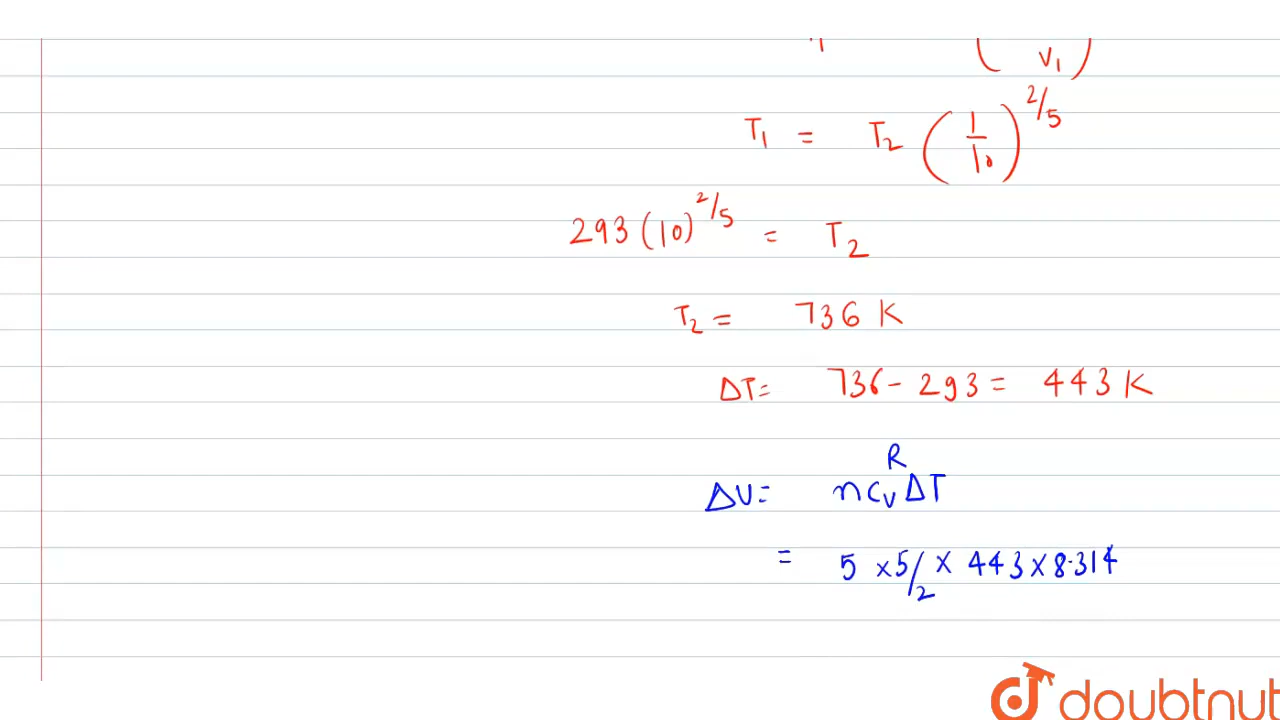 ( V₁ )
T₁ = T₂ (1/10)^2/5
293 (10)^2/5 = T₂
T₂ = 736 K
ΔT = 736 - 293 = 443 K
R
ΔU = nCᵥΔT
= 5 × 5/2 × 443 × 8.314
doubtnut